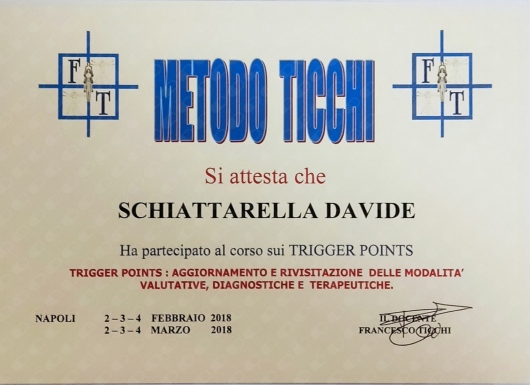 F T
METODO TICCHI
F T
Si attesta che
SCHIATTARELLA DAVIDE
Ha partecipato al corso sui TRIGGER POINTS
TRIGGER POINTS : AGGIORNAMENTO E RIVISITAZIONE DELLE MODALITA'
VALUTATIVE, DIAGNOSTICHE E TERAPEUTICHE.
NAPOLI 2 – 3 – 4 FEBBRAIO 2018
2 – 3 – 4 MARZO 2018
IL DOCENTE
FRANCESCO TICCHI